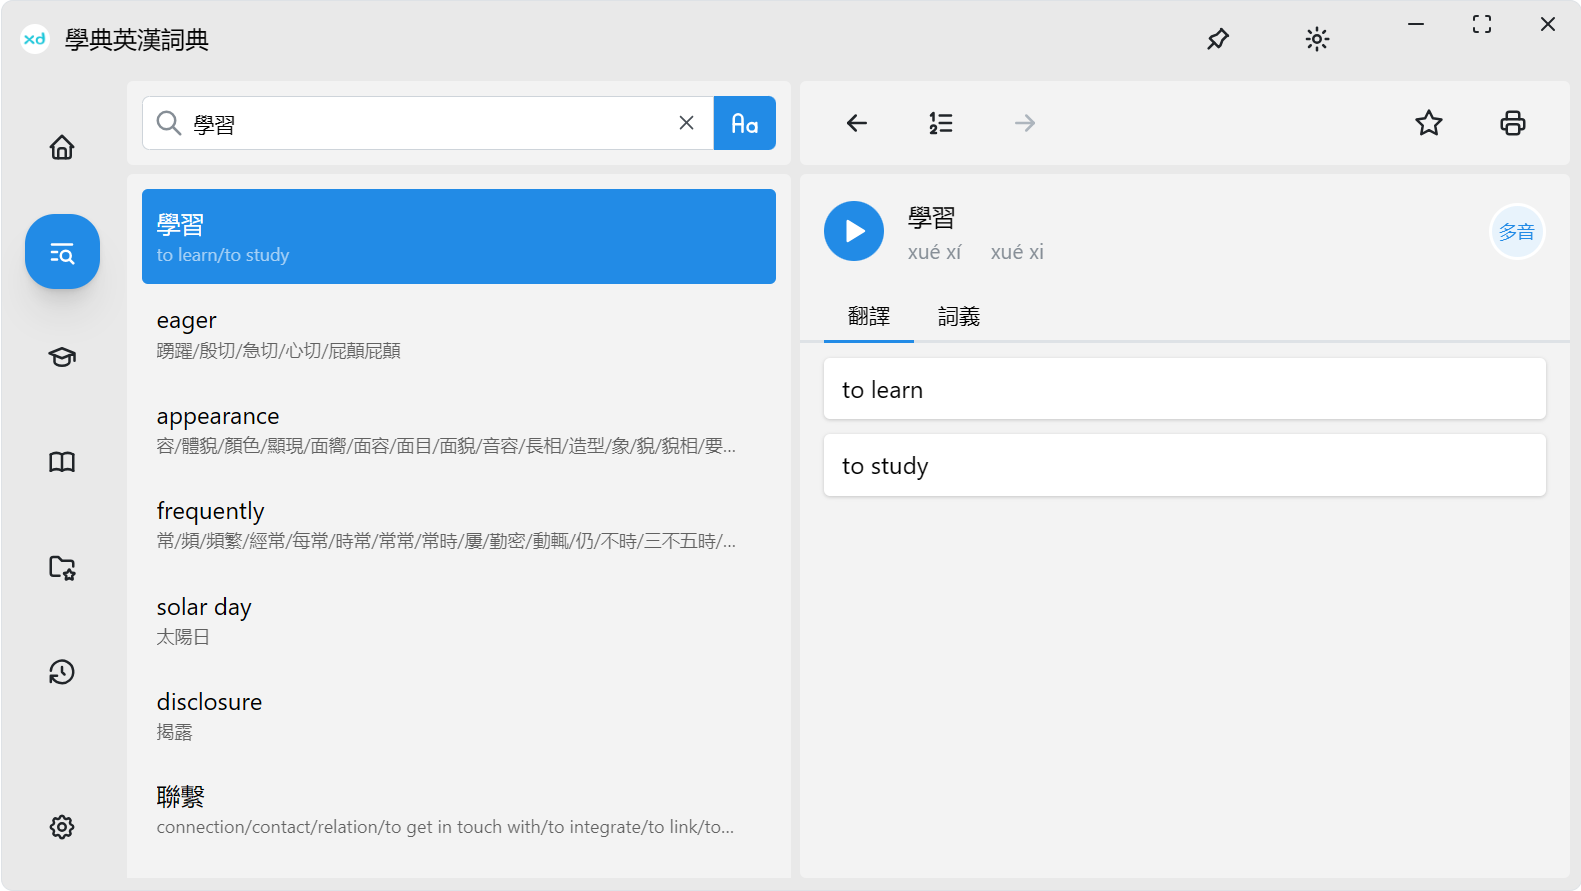 xd 學典英漢詞典
學習
Aa
學習
to learn/to study
eager
踴躍/殷切/急切/心切/屁顛屁顛
appearance
容/體貌/顏色/顯現/面嚮/面容/面目/面貌/音容/長相/造型/象/貌/貌相/要...
frequently
常/頻/頻繁/經常/每常/時常/常常/常時/屢/勤密/動輒/仍/不時/三不五時/...
solar day
太陽日
disclosure
揭露
聯繫
connection/contact/relation/to get in touch with/to integrate/to link/to...
學習
xué xí xué xi
多音
翻譯 詞義
to learn
to study